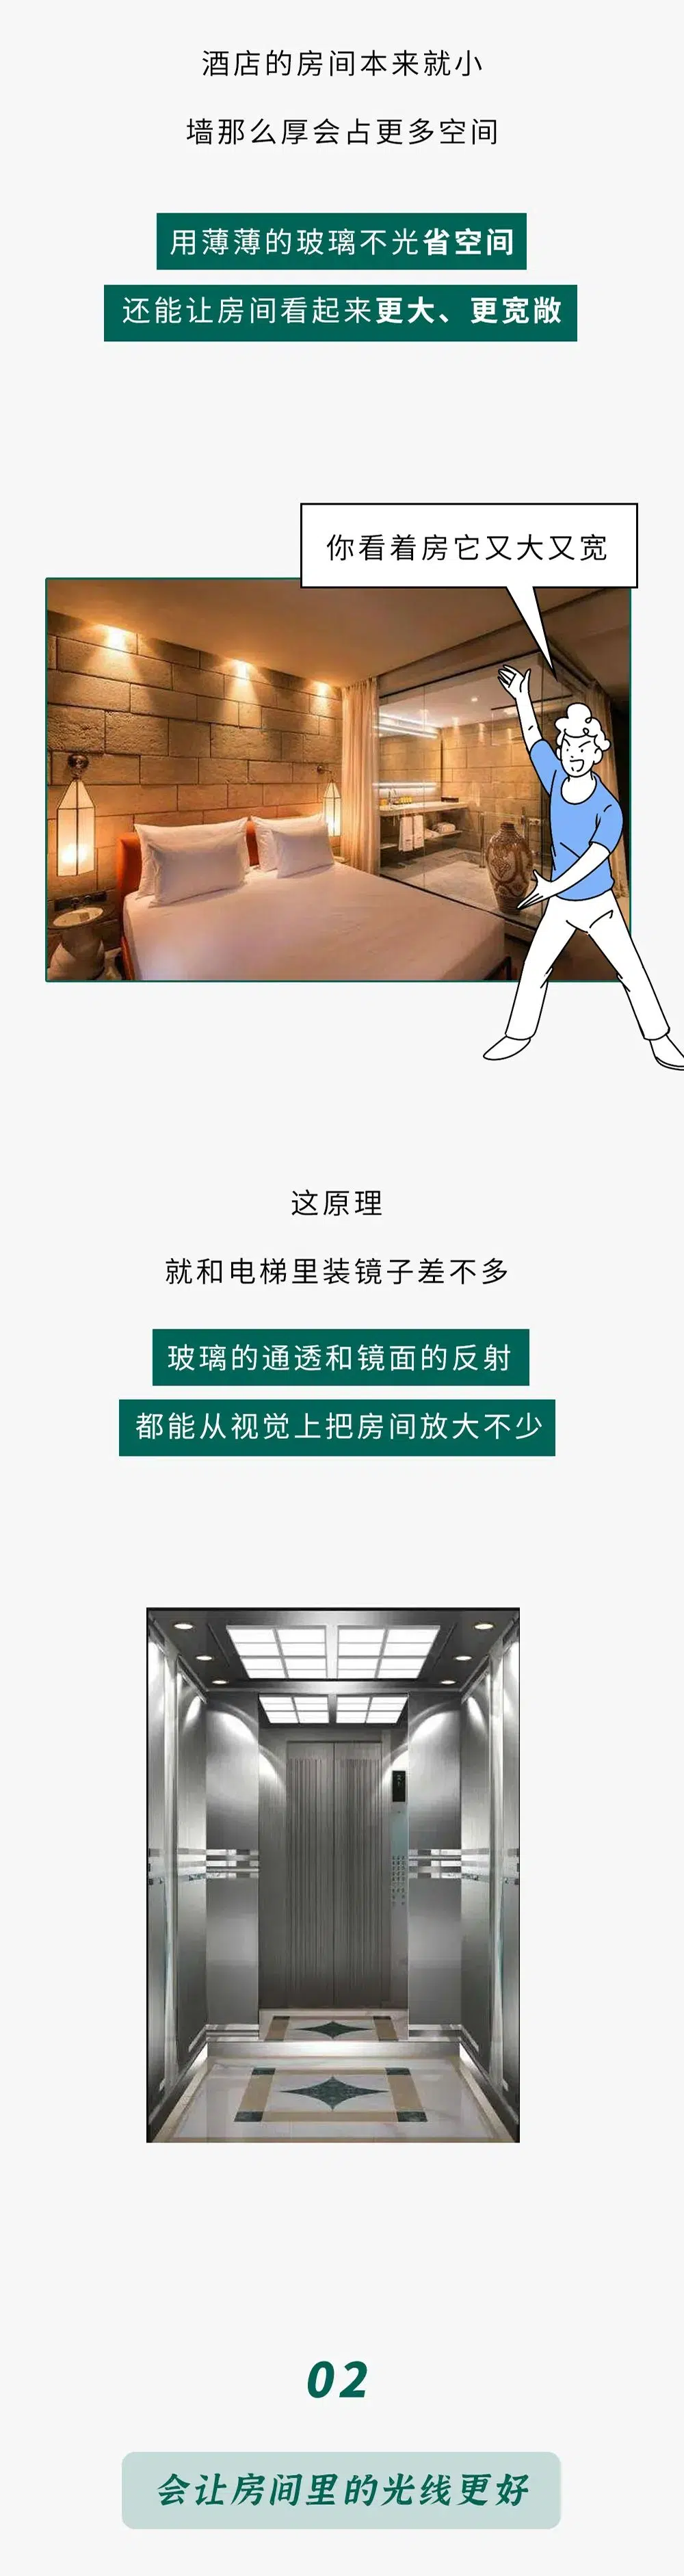 酒店的房间本来就小
墙那么厚会占更多空间
用薄薄的玻璃不光省空间
还能让房间看起来更大、更宽敞
你看着房它又大又宽
这原理
就和电梯里装镜子差不多
玻璃的通透和镜面的反射
都能从视觉上把房间放大不少
02
会让房间里的光线更好